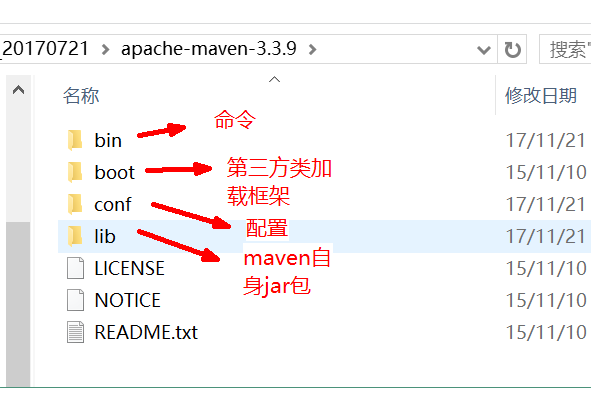 _20170721 > apache-maven-3.3.9 >
搜索"
名称 修改日期
bin 命令 17/11/21
boot 第三方类加 15/11/10
载框架
conf 17/11/21
配置
lib 17/11/21
maven自
LICENSE 身jar包 15/11/10
NOTICE 15/11/10
README.txt 15/11/10